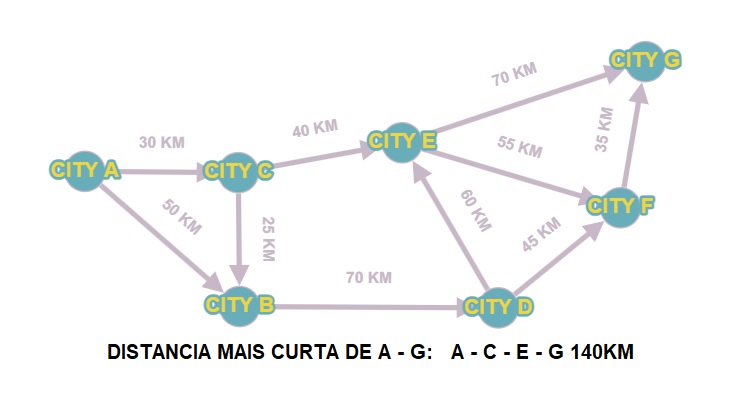 CITY G
70 KM
40 KM
CITY E
30 KM
55 KM
35 KM
CITY A
CITY C
50 KM
25 KM
60 KM
CITY F
45 KM
70 KM
CITY B
CITY D
DISTANCIA MAIS CURTA DE A - G: A - C - E - G 140KM